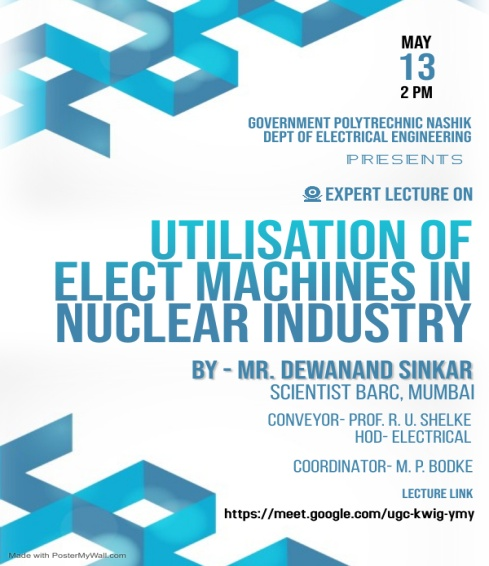 MAY
13
2 PM
GOVERNMENT POLYTRECHNIC NASHIK
DEPT OF ELECTRICAL ENGINEERING
PRESENTS
EXPERT LECTURE ON
UTILISATION OF
ELECT MACHINES IN
NUCLEAR INDUSTRY
BY - MR. DEWANAND SINKAR
SCIENTIST BARC, MUMBAI
CONVEYOR- PROF. R. U. SHELKE
HOD- ELECTRICAL
COORDINATOR- M. P. BODKE
LECTURE LINK
https://meet.google.com/ugc-kwig-ymy
Made with PosterMyWall.com